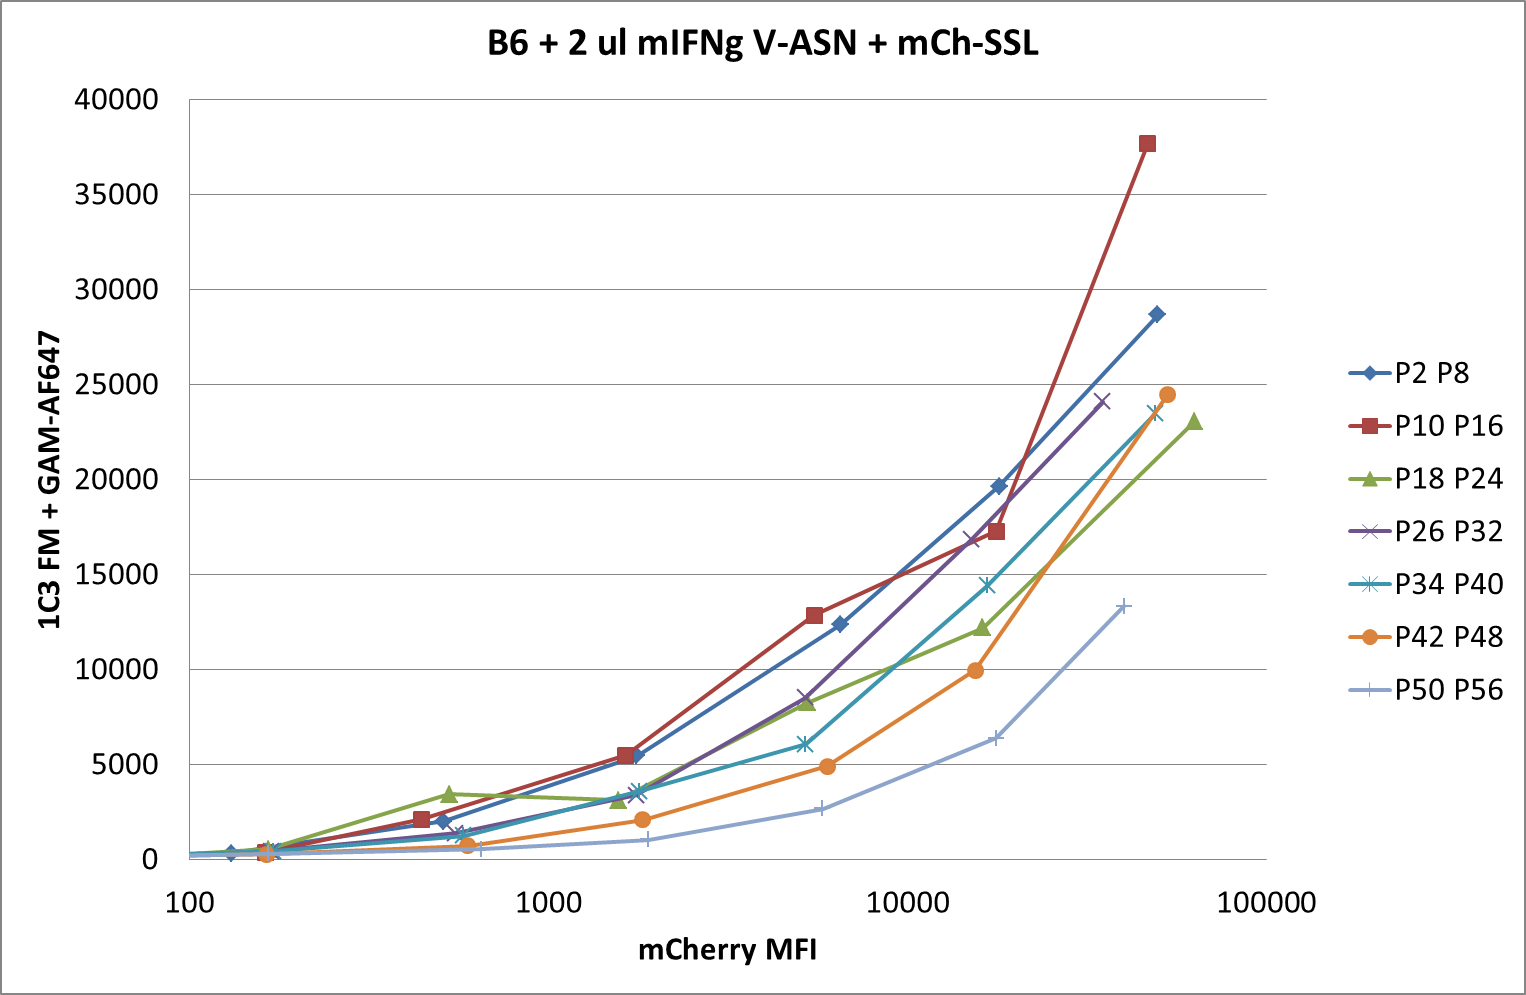 B6 + 2 ul mIFNg V-ASN + mCh-SSL
40000
35000
30000
25000
20000
15000
10000
5000
0
1C3 FM + GAM-AF647
100
1000
10000
100000
mCherry MFI
P2 P8
P10 P16
P18 P24
P26 P32
P34 P40
P42 P48
P50 P56